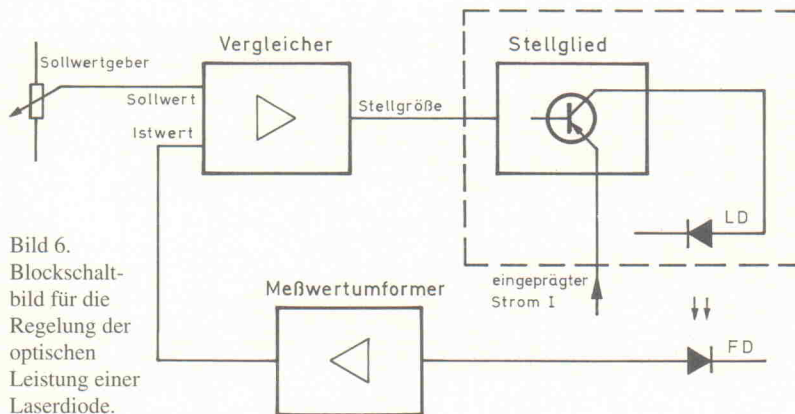 Vergleicher
Stellglied
Sollwertgeber
Sollwert
Istwert
Stellgröße
LD
eingeprägter
Strom I
Meßwertumformer
FD
Bild 6.
Blockschalt-
bild für die
Regelung der
optischen
Leistung einer
Laserdiode.